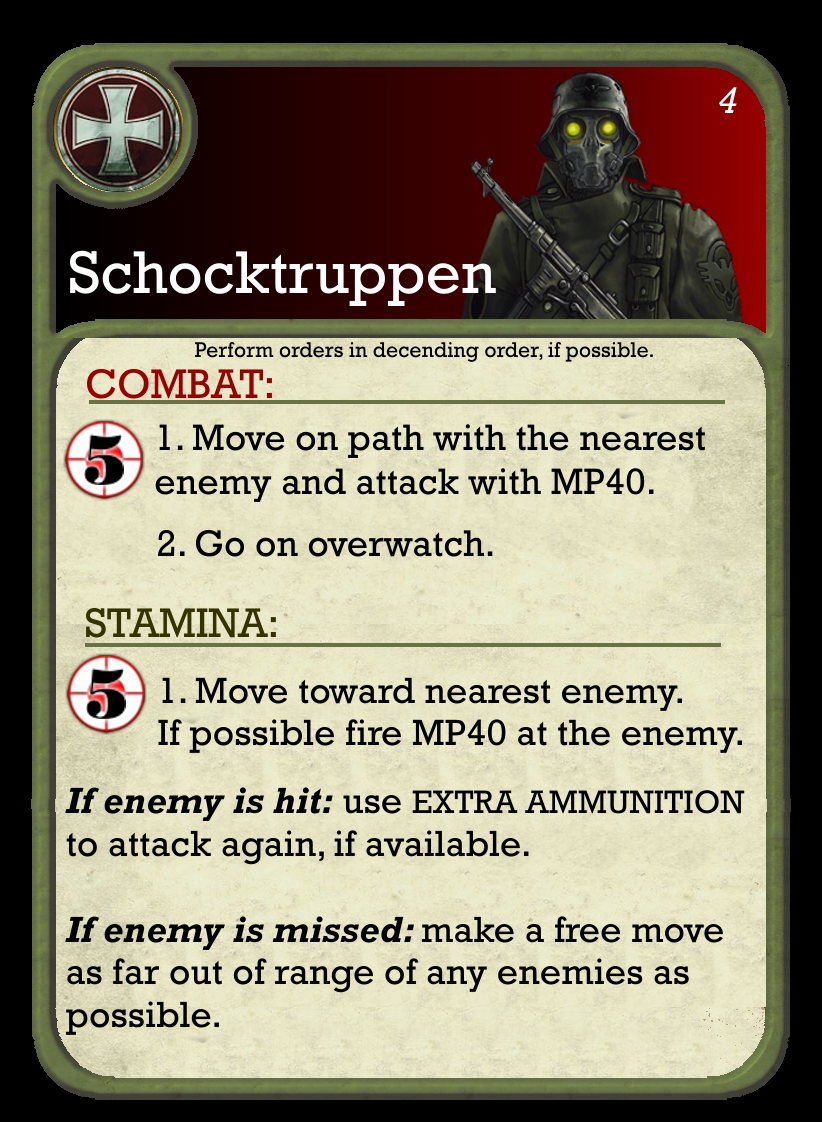 4
Schocktruppen
Perform orders in decending order, if possible.
COMBAT:
5
1. Move on path with the nearest
enemy and attack with MP40.
2. Go on overwatch.
STAMINA:
5
1. Move toward nearest enemy.
If possible fire MP40 at the enemy.
If enemy is hit: use EXTRA AMMUNITION
to attack again, if available.
If enemy is missed: make a free move
as far out of range of any enemies as
possible.